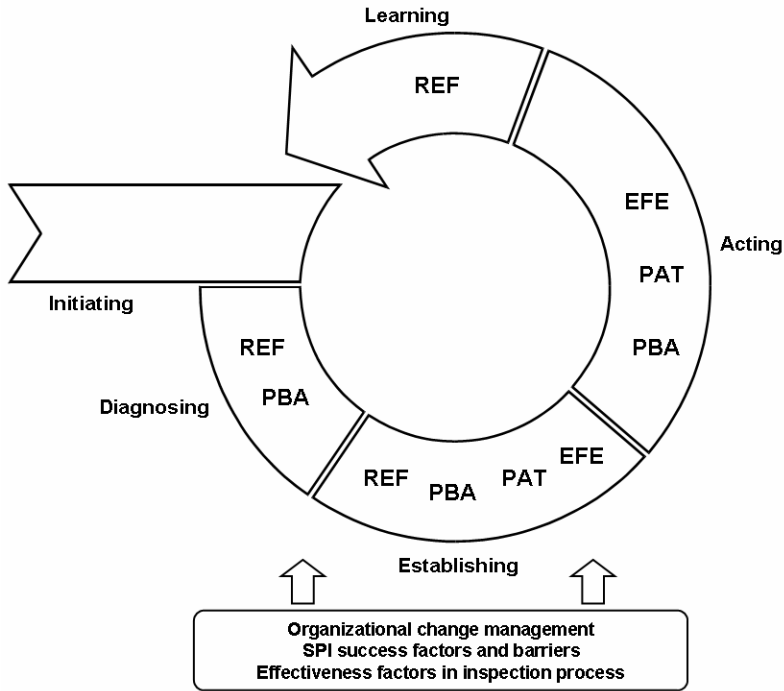 Learning
REF
EFE
Acting
PAT
PBA
Initiating
REF
Diagnosing
PBA
REF PBA PAT EFE
Establishing
Organizational change management
SPI success factors and barriers
Effectiveness factors in inspection process